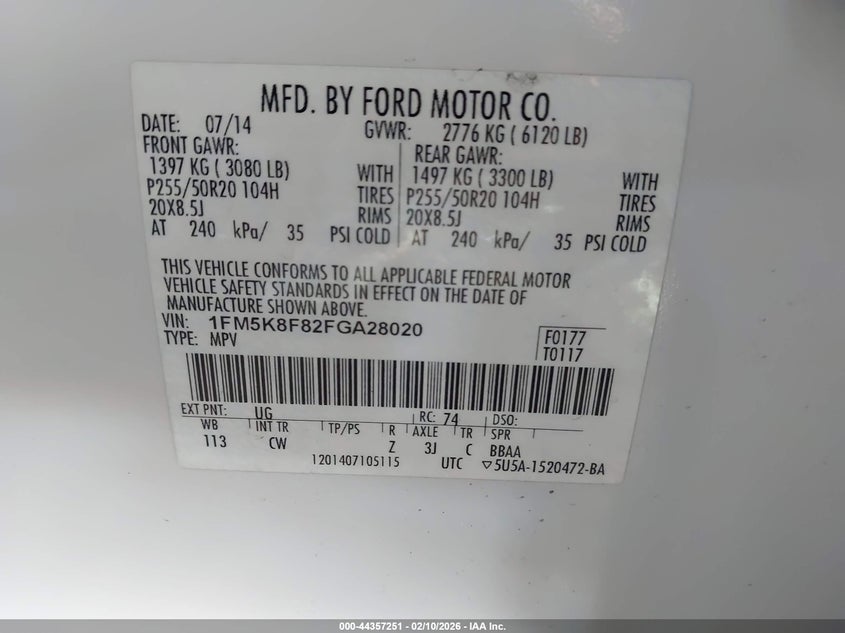 MFD. BY FORD MOTOR CO.
DATE: 07/14 GVWR: 2776 KG ( 6120 LB)
FRONT GAWR: REAR GAWR:
1397 KG ( 3080 LB) WITH 1497 KG ( 3300 LB) WITH
P255/50R20 104H TIRES P255/50R20 104H TIRES
20X8.5J RIMS 20X8.5J RIMS
AT 240 kPa/ 35 PSI COLD AT 240 kPa/ 35 PSI COLD
THIS VEHICLE CONFORMS TO ALL APPLICABLE FEDERAL MOTOR
VEHICLE SAFETY STANDARDS IN EFFECT ON THE DATE OF
MANUFACTURE SHOWN ABOVE.
VIN: 1FM5K8F82FGA28020 F0177
TYPE: MPV T0117
EXT PNT: UG RC: 74 DSO:
WB INT TR TP/PS R AXLE TR SPR
113 CW Z 3J C BBAA
1201407105115 UTC ▽5U5A-1520472-BA
000-44357251 | 02/10/2026 - IAA Inc.